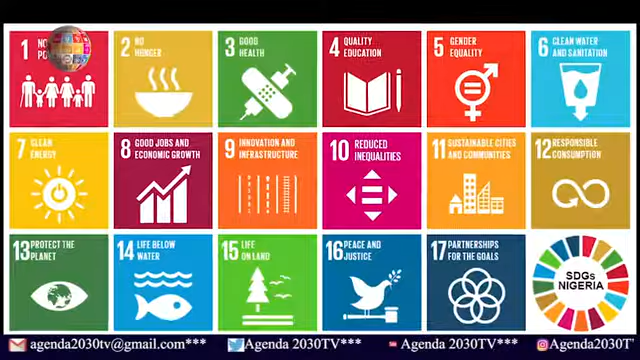 1 NO
PO
2 NO
HUNGER
3 GOOD
HEALTH
4 QUALITY
EDUCATION
5 GENDER
EQUALITY
6 CLEAN WATER
AND SANITATION
7 CLEAN
ENERGY
8 GOOD JOBS AND
ECONOMIC GROWTH
9 INNOVATION AND
INFRASTRUCTURE
10 REDUCED
INEQUALITIES
11 SUSTAINABLE CITIES
AND COMMUNITIES
12 RESPONSIBLE
CONSUMPTION
13 PROTECT THE
PLANET
14 LIFE BELOW
WATER
15 LIFE
ON LAND
16 PEACE AND
JUSTICE
17 PARTNERSHIPS
FOR THE GOALS
SDGs
NIGERIA
agenda2030tv@gmail.com*** Agenda 2030TV*** Agenda 2030TV*** Agenda2030T